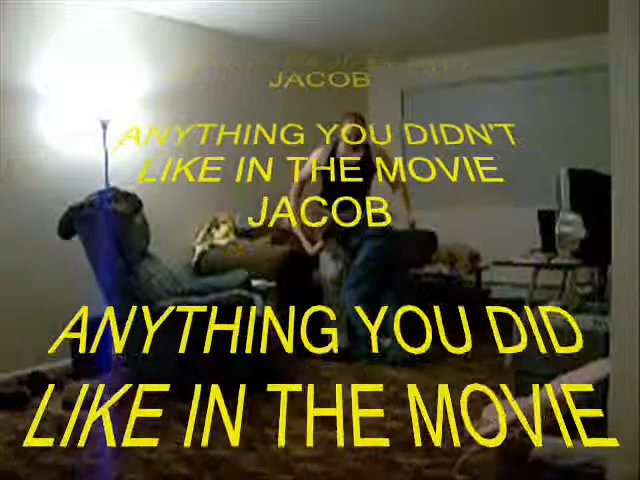 JACOB
ANYTHING YOU DIDN'T
LIKE IN THE MOVIE
JACOB
ANYTHING YOU DID
LIKE IN THE MOVIE